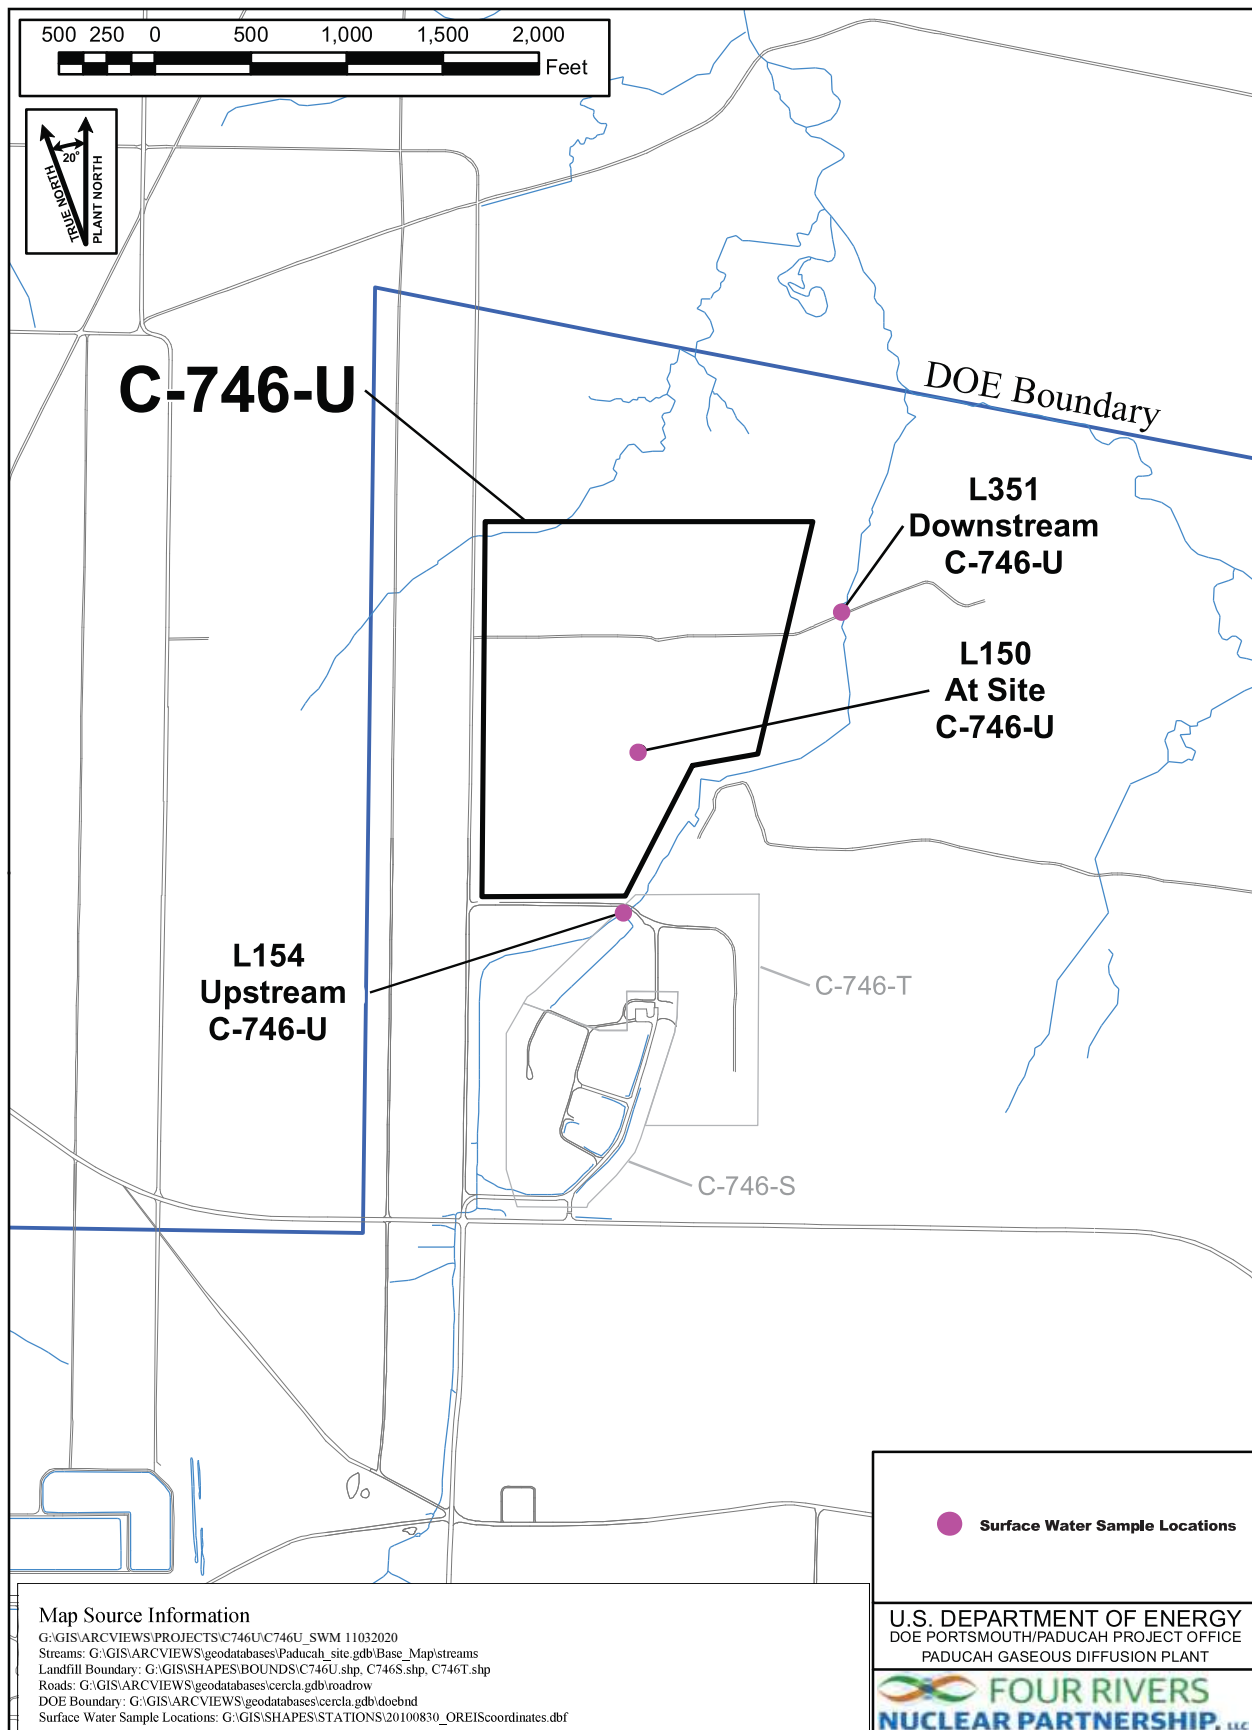 500 250 0 500 1,000 1,500 2,000
Feet
20°
TRUE NORTH
PLANT NORTH
C-746-U
DOE Boundary
L351
Downstream
C-746-U
L150
At Site
C-746-U
L154
Upstream
C-746-U
C-746-T
C-746-S
Surface Water Sample Locations
Map Source Information
G:\GIS\ARCVIEWS\PROJECTS\C746U\C746U_SWM 11032020
Streams: G:\GIS\ARCVIEWS\geodatabases\Paducah_site.gdb\Base_Map\streams
Landfill Boundary: G:\GIS\SHAPES\BOUNDS\C746U.shp, C746S.shp, C746T.shp
Roads: G:\GIS\ARCVIEWS\geodatabases\cercla.gdb\roadrow
DOE Boundary: G:\GIS\ARCVIEWS\geodatabases\cercla.gdb\doebnd
Surface Water Sample Locations: G:\GIS\SHAPES\STATIONS\20100830_OREIScoordinates.dbf
U.S. DEPARTMENT OF ENERGY
DOE PORTSMOUTH/PADUCAH PROJECT OFFICE
PADUCAH GASEOUS DIFFUSION PLANT
FOUR RIVERS
NUCLEAR PARTNERSHIP, LLC